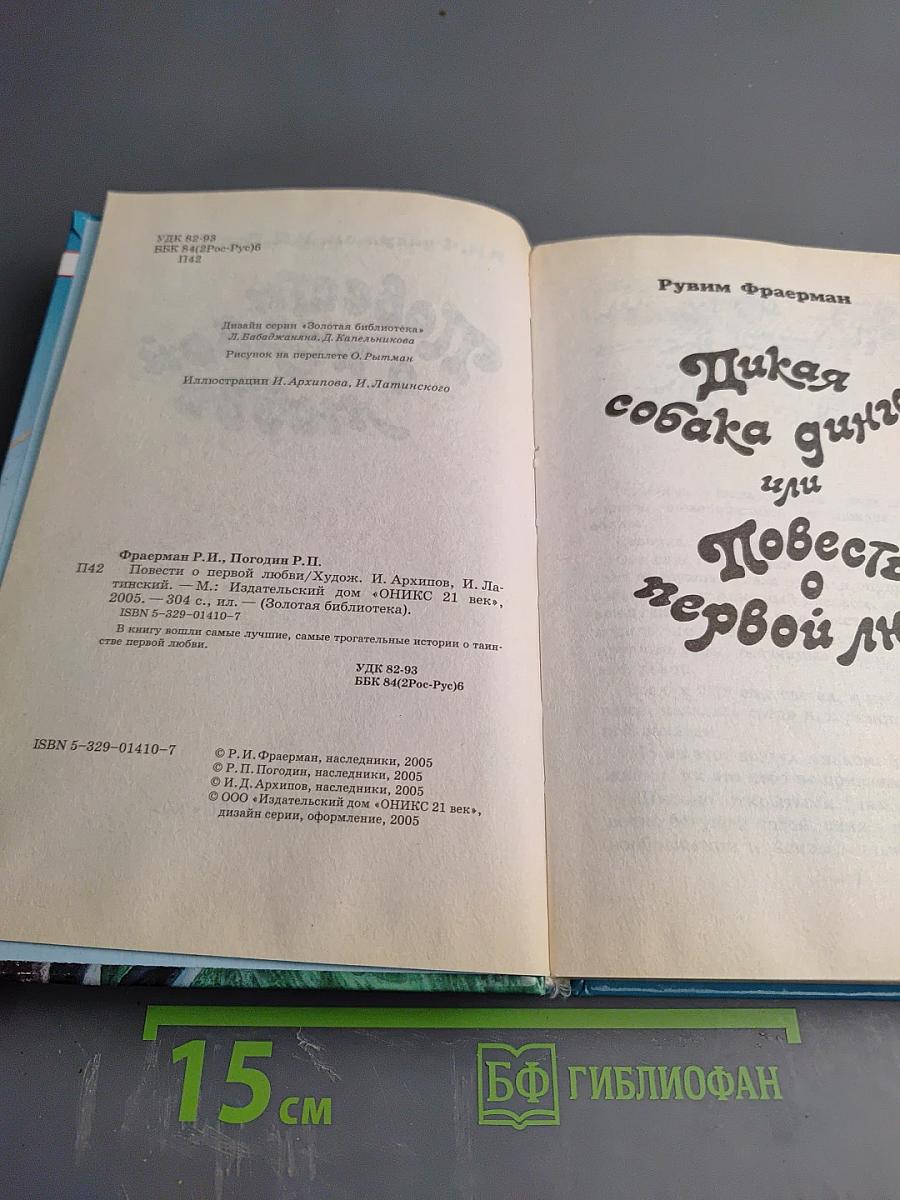 УДК 82-93
ББК 84(2Рос-Рус)6
П42
Дизайн серии «Золотая библиотека»
Л. Бабаджаняна, Д. Капельникова
Рисунок на переплете О. Рытман
Иллюстрации И. Архипова, И. Латинского
Фраерман Р.И., Погодин Р.П.
П42 Повести о первой любви/Худож. И. Архипов, И. Ла-
тинский. — М.: Издательский дом «ОНИКС 21 век»,
2005. — 304 с., ил. — (Золотая библиотека).
ISBN 5-329-01410-7
В книгу вошли самые лучшие, самые трогательные истории о таин-
стве первой любви.
УДК 82-93
ББК 84(2Рос-Рус)6
ISBN 5-329-01410-7
© Р.И. Фраерман, наследники, 2005
© Р.П. Погодин, наследники, 2005
© И.Д. Архипов, наследники, 2005
© ООО «Издательский дом «ОНИКС 21 век»,
дизайн серии, оформление, 2005
Рувим Фраерман
Дикая
собака динг
или
Повесть
о
первой лю
15 см
БФ ГИБЛИОФАН